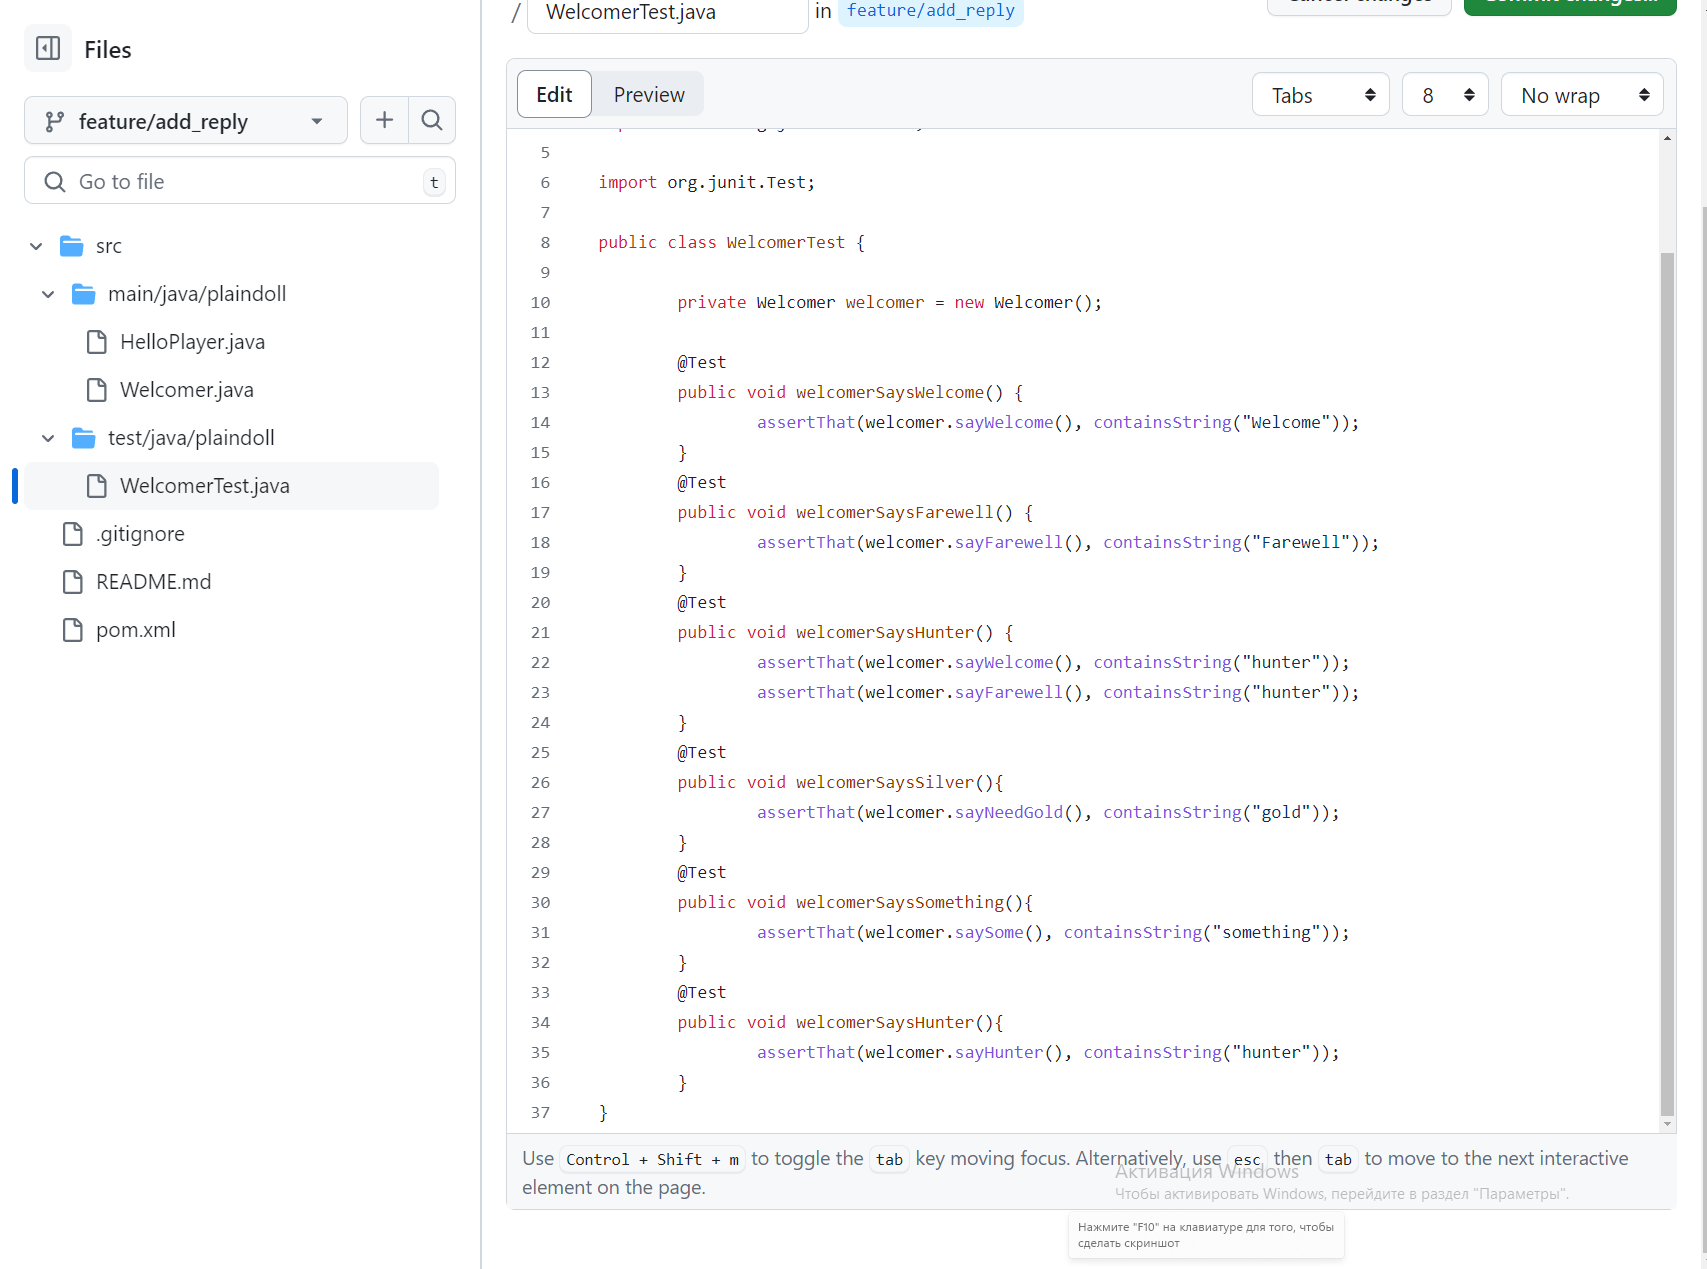 Files
feature/add_reply
Go to file
t
src
main/java/plaindoll
HelloPlayer.java
Welcomer.java
test/java/plaindoll
WelcomerTest.java
.gitignore
README.md
pom.xml
/ WelcomerTest.java in feature/add_reply
Cancel changes
Commit changes...
Edit
Preview
Tabs
8
No wrap
5
6 import org.junit.Test;
7
8 public class WelcomerTest {
9
10 private Welcomer welcomer = new Welcomer();
11
12 @Test
13 public void welcomerSaysWelcome() {
14 assertThat(welcomer.sayWelcome(), containsString("Welcome"));
15 }
16 @Test
17 public void welcomerSaysFarewell() {
18 assertThat(welcomer.sayFarewell(), containsString("Farewell"));
19 }
20 @Test
21 public void welcomerSaysHunter() {
22 assertThat(welcomer.sayWelcome(), containsString("hunter"));
23 assertThat(welcomer.sayFarewell(), containsString("hunter"));
24 }
25 @Test
26 public void welcomerSaysSilver(){
27 assertThat(welcomer.sayNeedGold(), containsString("gold"));
28 }
29 @Test
30 public void welcomerSaysSomething(){
31 assertThat(welcomer.saySome(), containsString("something"));
32 }
33 @Test
34 public void welcomerSaysHunter(){
35 assertThat(welcomer.sayHunter(), containsString("hunter"));
36 }
37 }
Use Control + Shift + m to toggle the tab key moving focus. Alternatively, use esc then tab to move to the next interactive
element on the page.
Активация Windows
Чтобы активировать Windows, перейдите в раздел "Параметры".
Нажмите "F10" на клавиатуре для того, чтобы
сделать скриншот